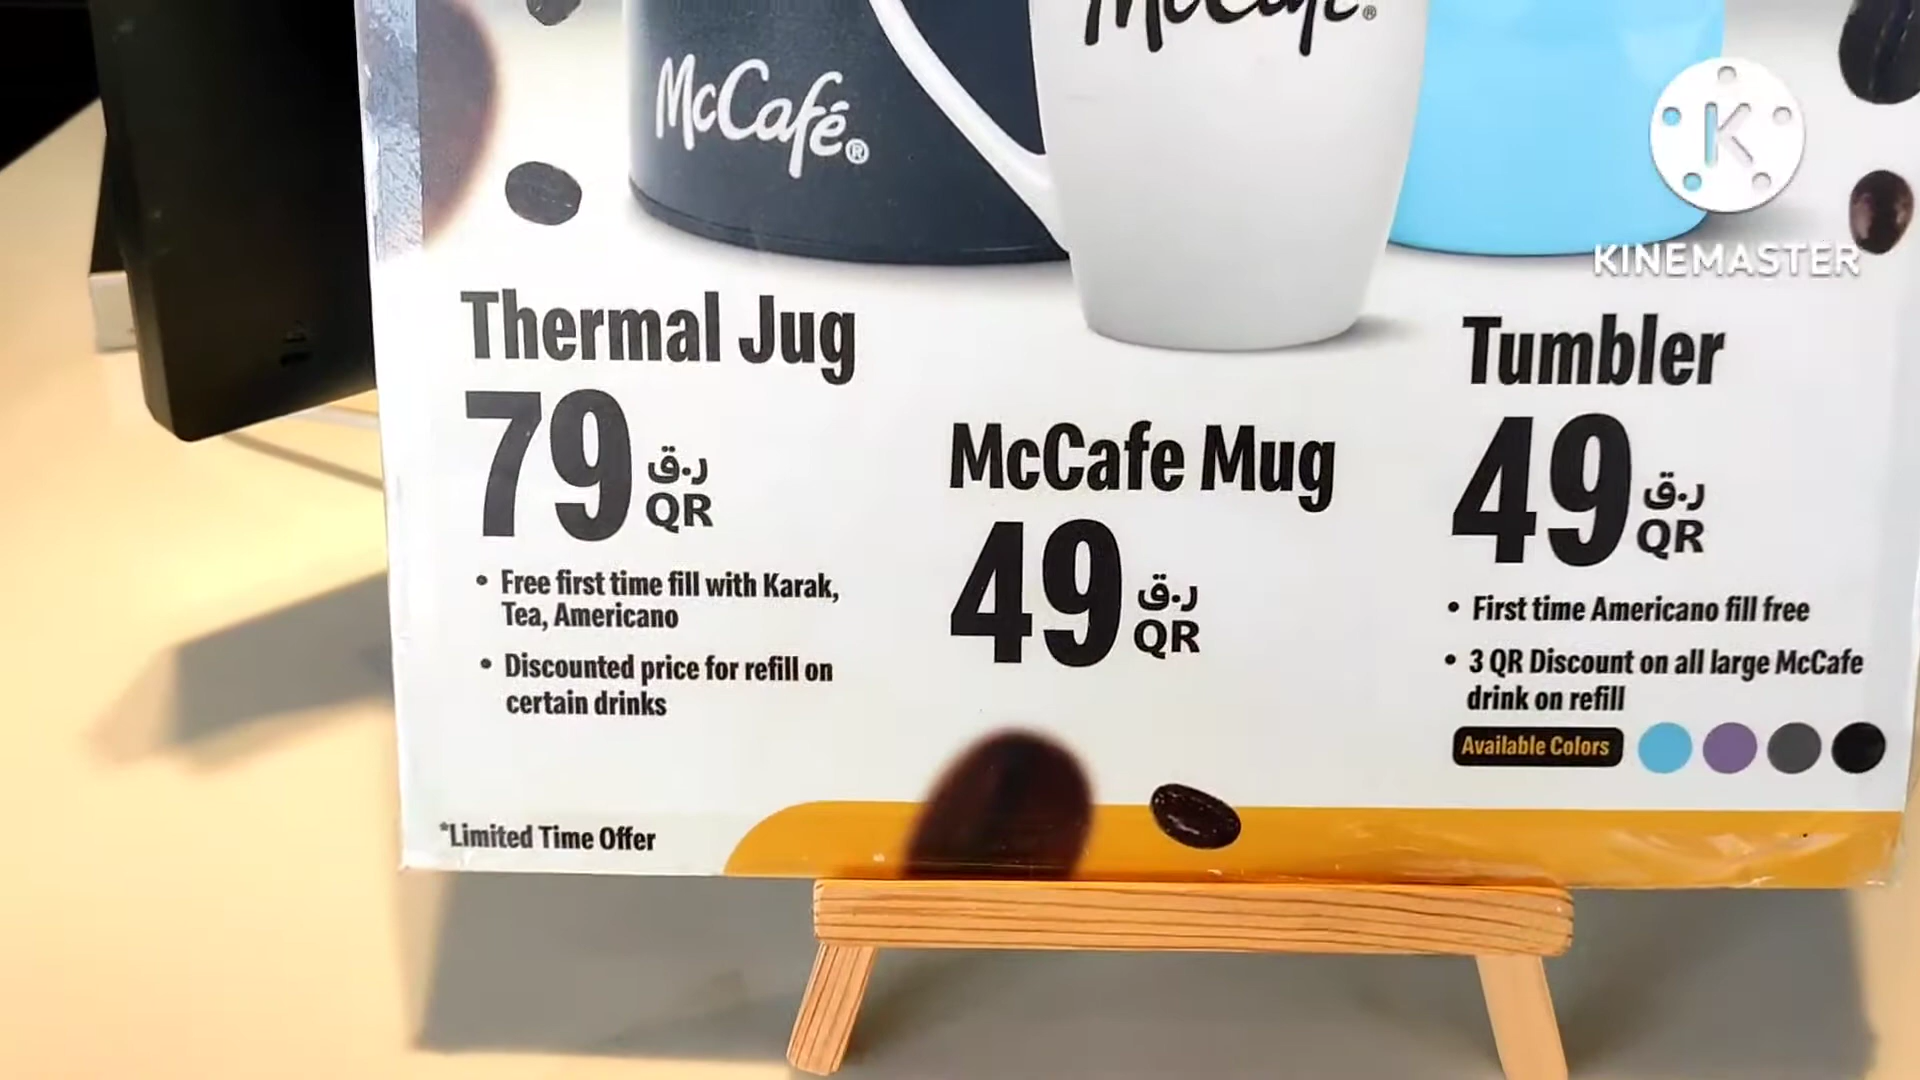 McCafé®
McCafé®
KINEMASTER
Thermal Jug
79 ر.ق
QR
• Free first time fill with Karak,
Tea, Americano
• Discounted price for refill on
certain drinks
McCafe Mug
49 ر.ق
QR
Tumbler
49 ر.ق
QR
• First time Americano fill free
• 3 QR Discount on all large McCafe
drink on refill
Available Colors
*Limited Time Offer